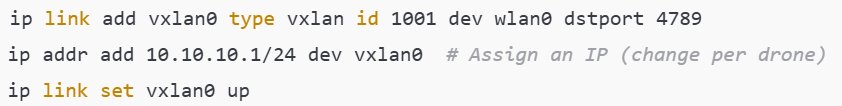 ip link add vxlan0 type vxlan id 1001 dev wlan0 dstport 4789
ip addr add 10.10.10.1/24 dev vxlan0  # Assign an IP (change per drone)
ip link set vxlan0 up